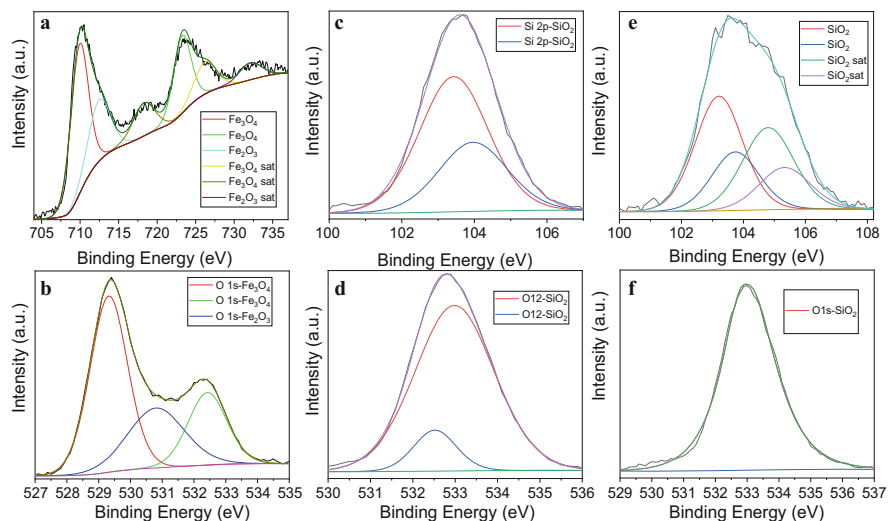 a
Intensity (a.u.)
Fe₃O₄
Fe₃O₄
Fe₂O₃
Fe₃O₄ sat
Fe₃O₄ sat
Fe₂O₃ sat
705 710 715 720 725 730 735
Binding Energy (eV)
c
Intensity (a.u.)
Si 2p-SiO₂
Si 2p-SiO₂
100 102 104 106
Binding Energy (eV)
e
Intensity (a.u.)
SiO₂
SiO₂
SiO₂ sat
SiO₂sat
100 102 104 106 108
Binding Energy (eV)
b
Intensity (a.u.)
O 1s-Fe₃O₄
O 1s-Fe₃O₄
O 1s-Fe₂O₃
527 528 529 530 531 532 533 534 535
Binding Energy (eV)
d
Intensity (a.u.)
O12-SiO₂
O12-SiO₂
530 531 532 533 534 535 536
Binding Energy (eV)
f
Intensity (a.u.)
O1s-SiO₂
529 530 531 532 533 534 535 536 537
Binding Energy (eV)